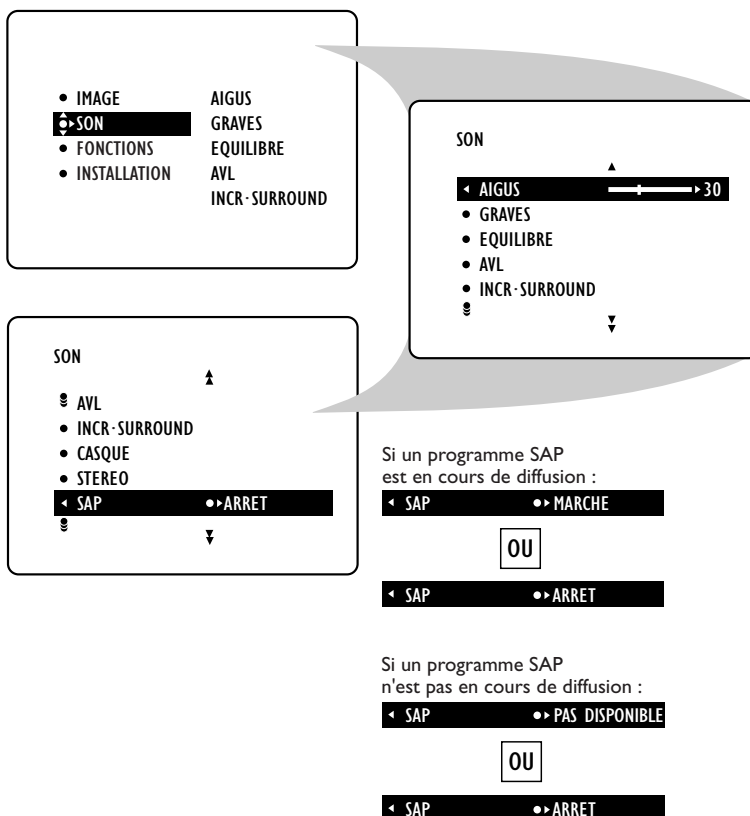 IMAGE AIGUS
SON GRAVES
FONCTIONS EQUILIBRE
INSTALLATION AVL
INCR·SURROUND
SON
AIGUS 30
GRAVES
EQUILIBRE
AVL
INCR·SURROUND
SON
AVL
INCR·SURROUND
CASQUE
STEREO
SAP ARRET
Si un programme SAP
est en cours de diffusion :
SAP MARCHE
OU
SAP ARRET
Si un programme SAP
n'est pas en cours de diffusion :
SAP PAS DISPONIBLE
OU
SAP ARRET